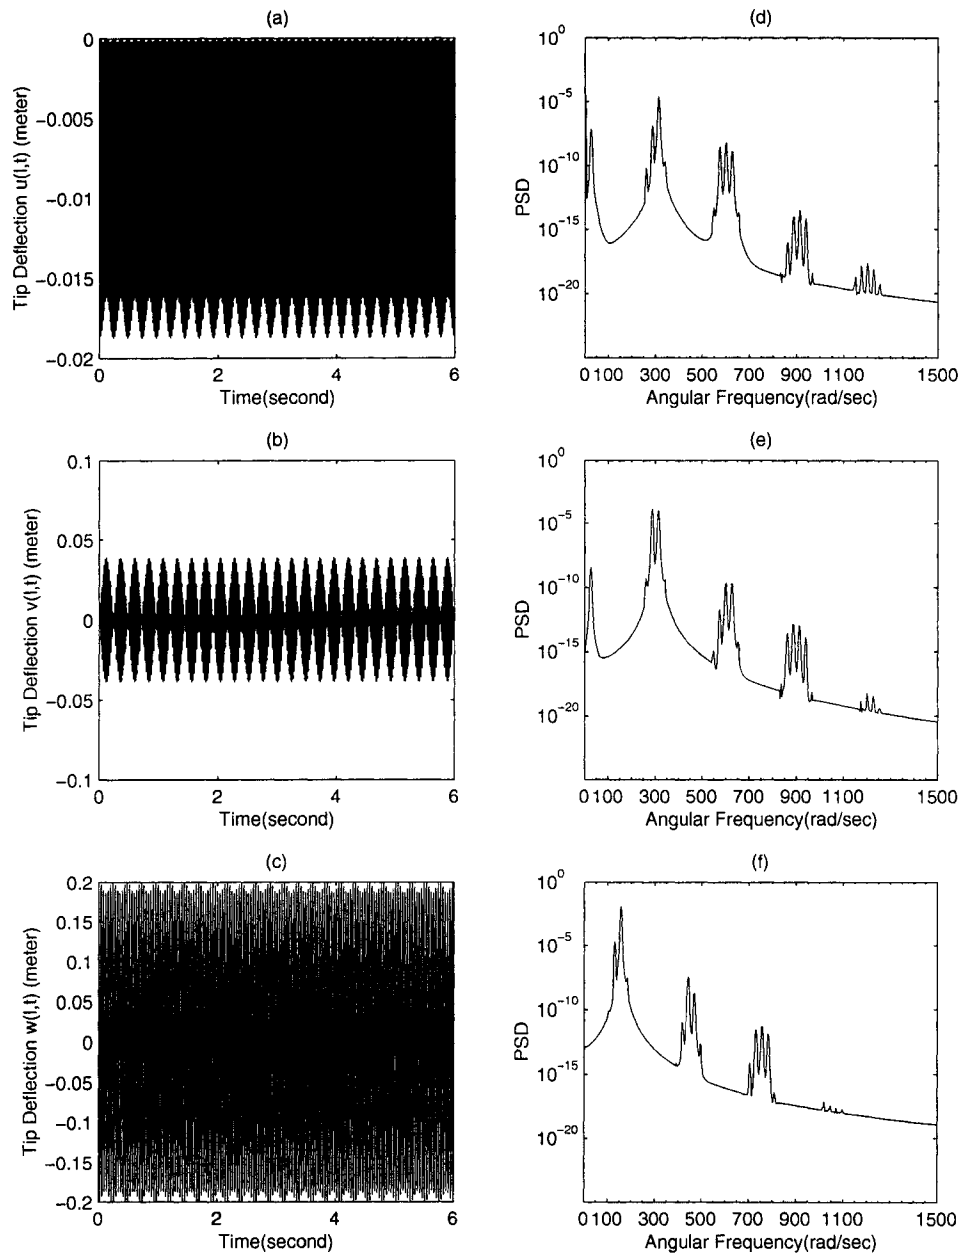 (a)
Tip Deflection u(l,t) (meter)
0
−0.005
−0.01
−0.015
−0.02
0 2 4 6
Time(second)
(d)
PSD
10^0
10^−5
10^−10
10^−15
10^−20
0 100 300 500 700 900 1100 1500
Angular Frequency(rad/sec)
(b)
Tip Deflection v(l,t) (meter)
0.1
0.05
0
−0.05
−0.1
0 2 4 6
Time(second)
(e)
PSD
10^0
10^−5
10^−10
10^−15
10^−20
0 100 300 500 700 900 1100 1500
Angular Frequency(rad/sec)
(c)
Tip Deflection w(l,t) (meter)
0.2
0.15
0.1
0.05
0
−0.05
−0.1
−0.15
−0.2
0 2 4 6
Time(second)
(f)
PSD
10^0
10^−5
10^−10
10^−15
10^−20
0 100 300 500 700 900 1100 1500
Angular Frequency(rad/sec)